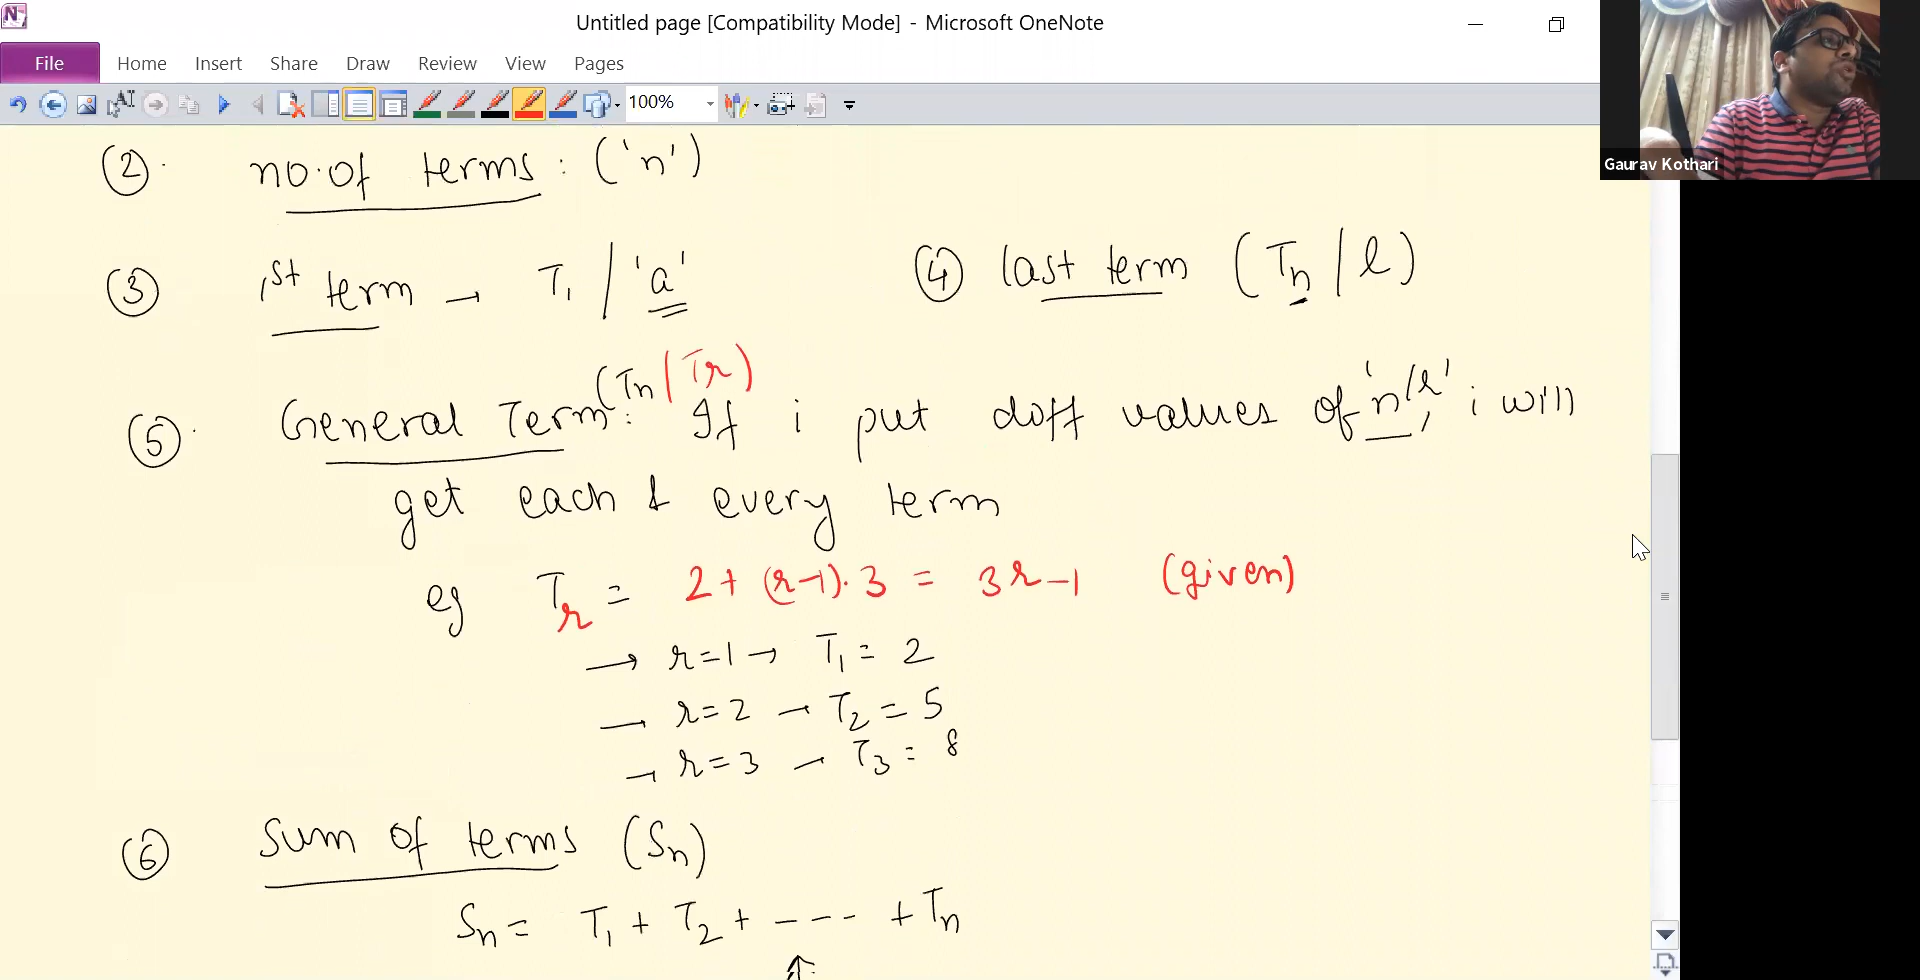 Untitled page [Compatibility Mode] - Microsoft OneNote
File Home Insert Share Draw Review View Pages
100%
Gaurav Kothari
(2). no. of terms : ('n')
(3) 1st term → T1 / 'a'
(4) last term (Tn / l)
(Tn / Tr)
(5). General Term : If i put diff values of 'n/r', i will
get each & every term
eg Tr = 2 + (r-1).3 = 3r-1 (given)
→ r=1 → T1 = 2
→ r=2 → T2 = 5
→ r=3 → T3 = 8
(6) Sum of terms (Sn)
Sn = T1 + T2 + ---- + Tn